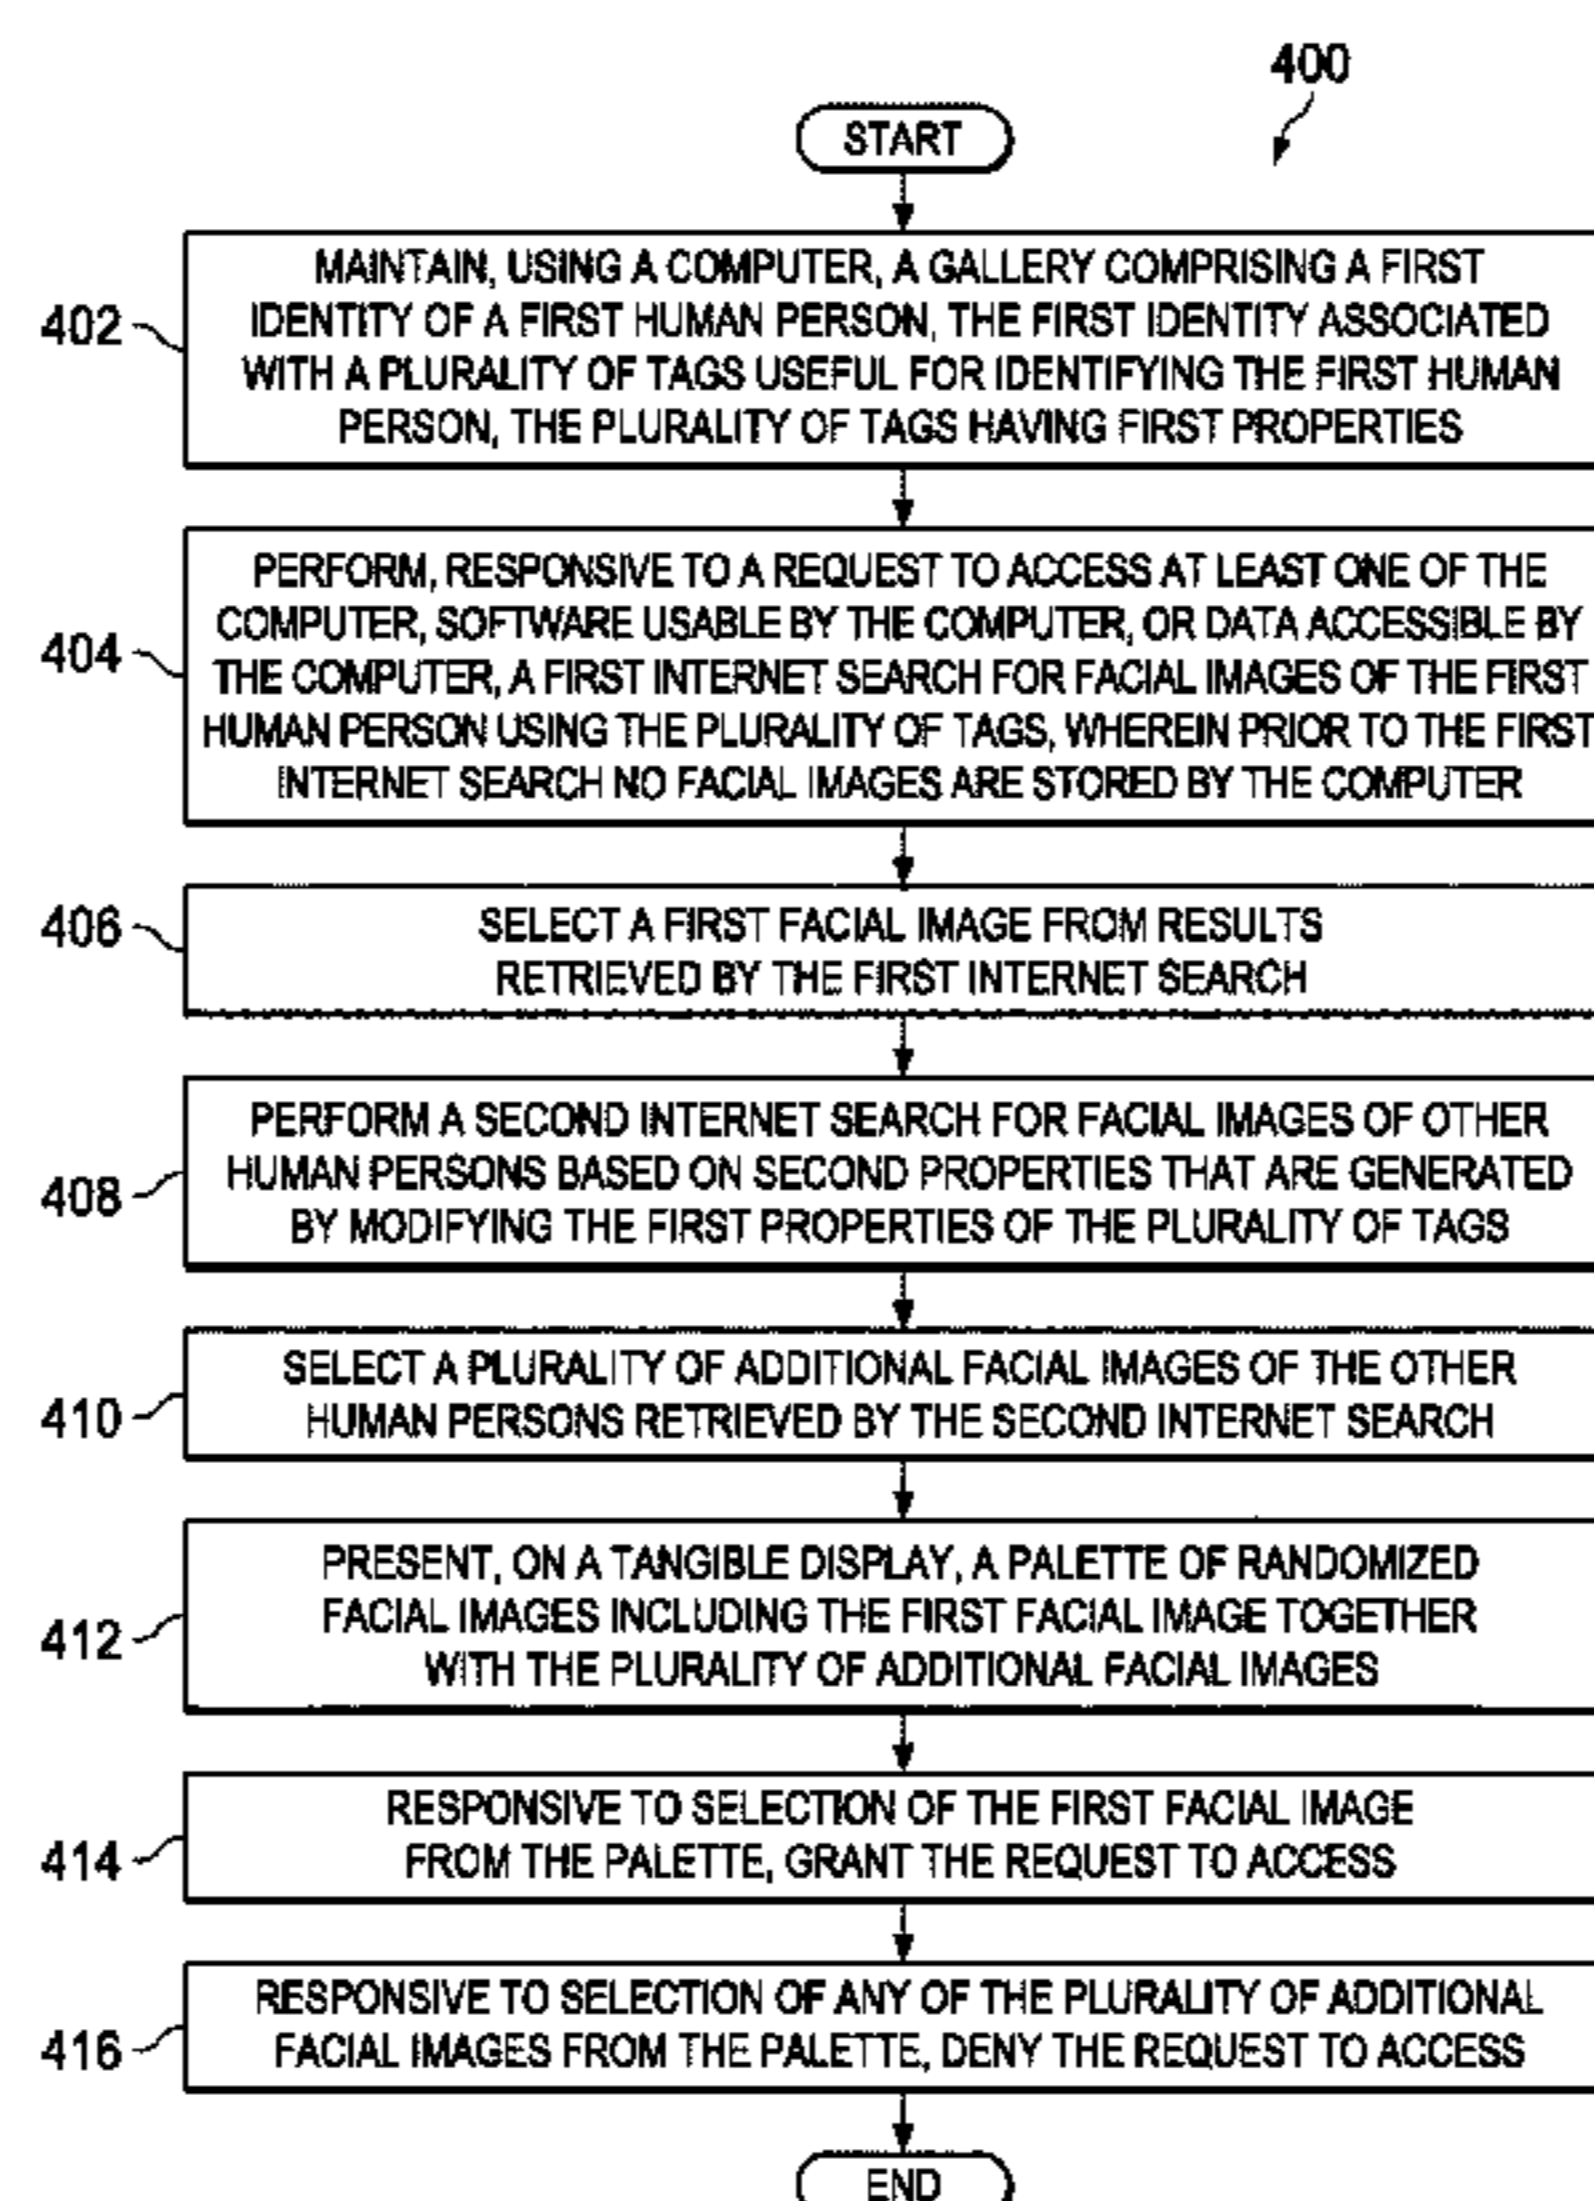 400
START
402
MAINTAIN, USING A COMPUTER, A GALLERY COMPRISING A FIRST
IDENTITY OF A FIRST HUMAN PERSON, THE FIRST IDENTITY ASSOCIATED
WITH A PLURALITY OF TAGS USEFUL FOR IDENTIFYING THE FIRST HUMAN
PERSON, THE PLURALITY OF TAGS HAVING FIRST PROPERTIES
404
PERFORM, RESPONSIVE TO A REQUEST TO ACCESS AT LEAST ONE OF THE
COMPUTER, SOFTWARE USABLE BY THE COMPUTER, OR DATA ACCESSIBLE BY
THE COMPUTER, A FIRST INTERNET SEARCH FOR FACIAL IMAGES OF THE FIRST
HUMAN PERSON USING THE PLURALITY OF TAGS, WHEREIN PRIOR TO THE FIRST
INTERNET SEARCH NO FACIAL IMAGES ARE STORED BY THE COMPUTER
406
SELECT A FIRST FACIAL IMAGE FROM RESULTS
RETRIEVED BY THE FIRST INTERNET SEARCH
408
PERFORM A SECOND INTERNET SEARCH FOR FACIAL IMAGES OF OTHER
HUMAN PERSONS BASED ON SECOND PROPERTIES THAT ARE GENERATED
BY MODIFYING THE FIRST PROPERTIES OF THE PLURALITY OF TAGS
410
SELECT A PLURALITY OF ADDITIONAL FACIAL IMAGES OF THE OTHER
HUMAN PERSONS RETRIEVED BY THE SECOND INTERNET SEARCH
412
PRESENT, ON A TANGIBLE DISPLAY, A PALETTE OF RANDOMIZED
FACIAL IMAGES INCLUDING THE FIRST FACIAL IMAGE TOGETHER
WITH THE PLURALITY OF ADDITIONAL FACIAL IMAGES
414
RESPONSIVE TO SELECTION OF THE FIRST FACIAL IMAGE
FROM THE PALETTE, GRANT THE REQUEST TO ACCESS
416
RESPONSIVE TO SELECTION OF ANY OF THE PLURALITY OF ADDITIONAL
FACIAL IMAGES FROM THE PALETTE, DENY THE REQUEST TO ACCESS
END